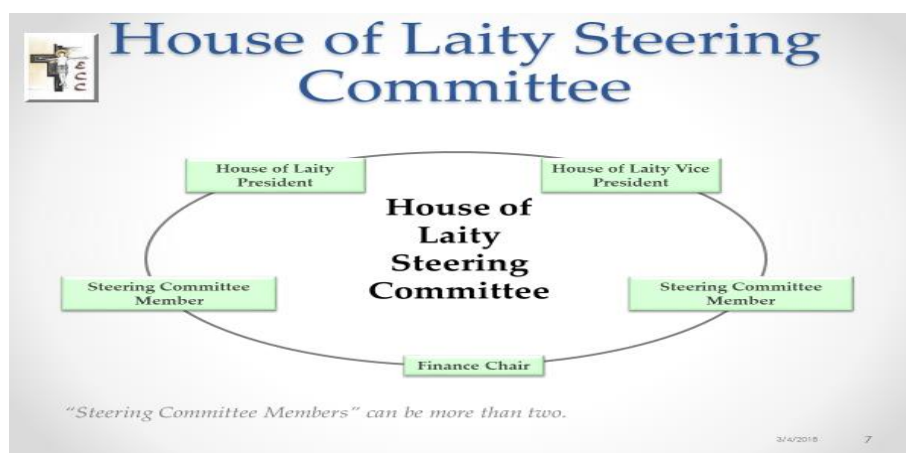 House of Laity Steering
Committee
ECC
House of Laity
President
House of Laity Vice
President
House of
Laity
Steering
Committee
Steering Committee
Member
Steering Committee
Member
Finance Chair
“Steering Committee Members” can be more than two.
3/4/2018
7